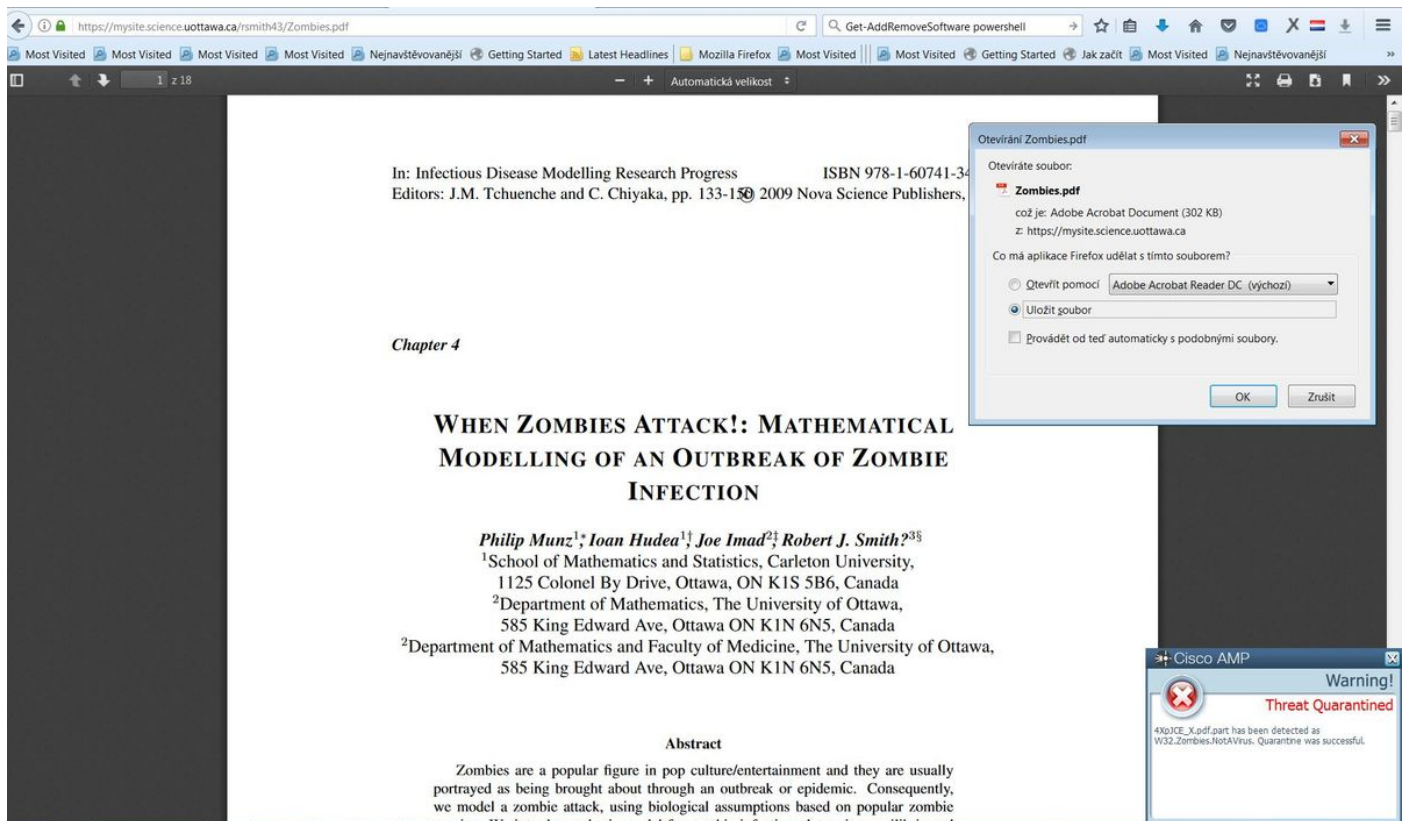 https://mysite.science.uottawa.ca/rsmith43/Zombies.pdf
Get-AddRemoveSoftware powershell
Most Visited Most Visited Most Visited Most Visited Nejnavštěvovanější Getting Started Latest Headlines Mozilla Firefox Most Visited Most Visited Getting Started Jak začít Most Visited Nejnavštěvovanější »
1 z 18
− + Automatická velikost
In: Infectious Disease Modelling Research Progress ISBN 978-1-60741-34
Editors: J.M. Tchuenche and C. Chiyaka, pp. 133-150 © 2009 Nova Science Publishers,
Chapter 4
WHEN ZOMBIES ATTACK!: MATHEMATICAL
MODELLING OF AN OUTBREAK OF ZOMBIE
INFECTION
Philip Munz¹,* Ioan Hudea¹,† Joe Imad²,‡ Robert J. Smith?³§
¹School of Mathematics and Statistics, Carleton University,
1125 Colonel By Drive, Ottawa, ON K1S 5B6, Canada
²Department of Mathematics, The University of Ottawa,
585 King Edward Ave, Ottawa ON K1N 6N5, Canada
²Department of Mathematics and Faculty of Medicine, The University of Ottawa,
585 King Edward Ave, Ottawa ON K1N 6N5, Canada
Abstract
Zombies are a popular figure in pop culture/entertainment and they are usually
portrayed as being brought about through an outbreak or epidemic. Consequently,
we model a zombie attack, using biological assumptions based on popular zombie
Otevírání Zombies.pdf
Otevíráte soubor:
Zombies.pdf
což je: Adobe Acrobat Document (302 KB)
z: https://mysite.science.uottawa.ca
Co má aplikace Firefox udělat s tímto souborem?
Otevřít pomocí Adobe Acrobat Reader DC (výchozí)
Uložit soubor
Provádět od teď automaticky s podobnými soubory.
OK Zrušit
Cisco AMP
Warning!
Threat Quarantined
4XpJCE_X.pdf.part has been detected as
W32.Zombies.NotAVirus. Quarantine was successful.